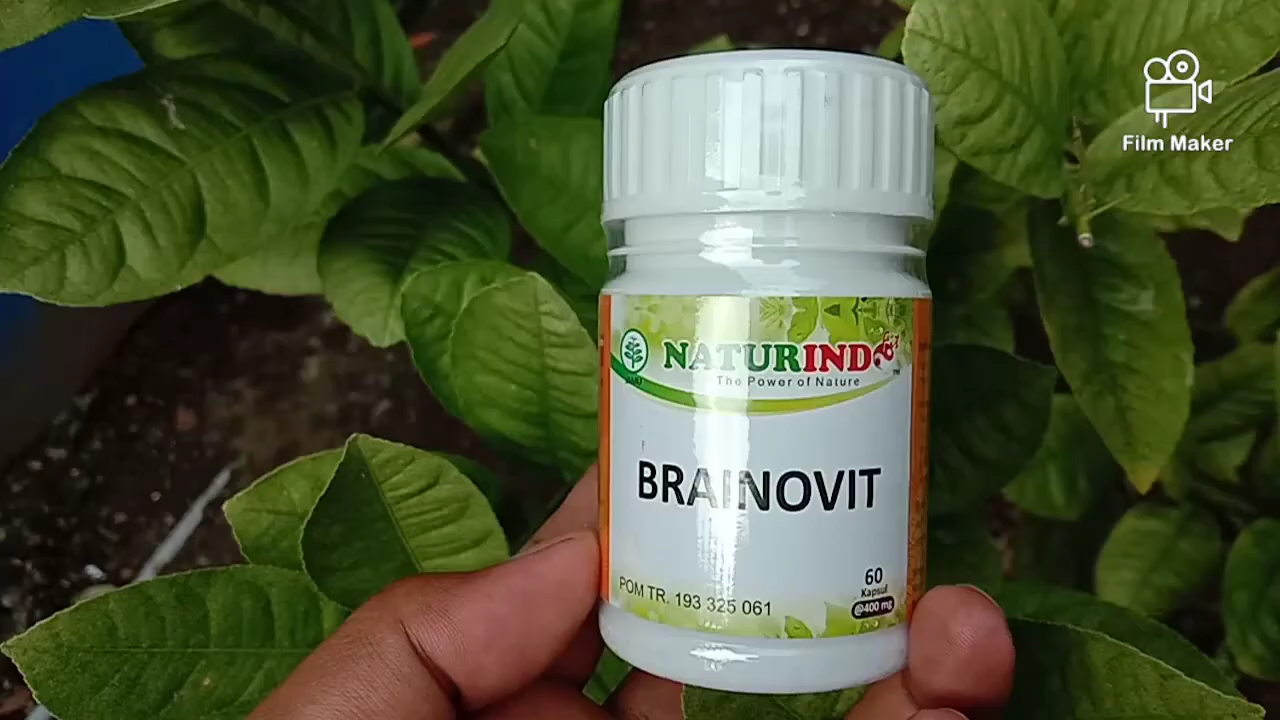 Film Maker
NATURINDO
The Power of Nature
BRAINOVIT
60
Kapsul
@400 mg
POM TR. 193 325 061